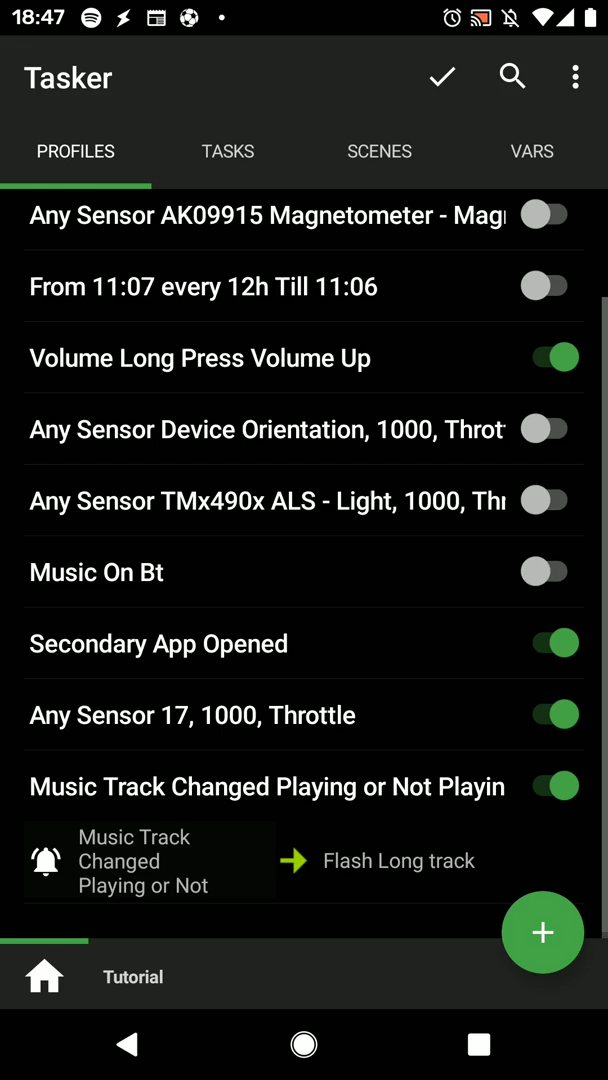 18:47
Tasker
PROFILES TASKS SCENES VARS
Any Sensor AK09915 Magnetometer - Mag
From 11:07 every 12h Till 11:06
Volume Long Press Volume Up
Any Sensor Device Orientation, 1000, Throt
Any Sensor TMx490x ALS - Light, 1000, Th
Music On Bt
Secondary App Opened
Any Sensor 17, 1000, Throttle
Music Track Changed Playing or Not Playin
Music Track
Changed
Playing or Not
Flash Long track
Tutorial